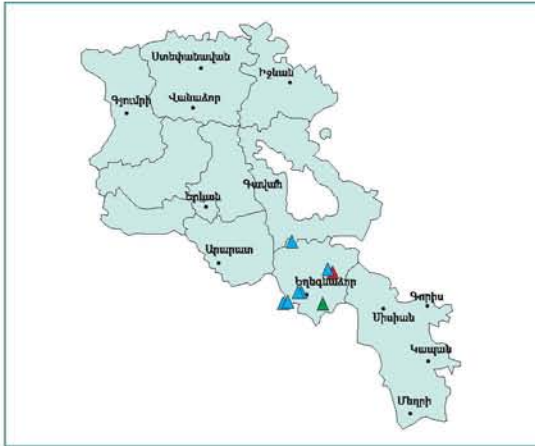 Ստեփանավան
Իջևան
Գյումրի
Վանաձոր
Գավառ
Երևան
Արարատ
Եղեգնաձոր
Գորիս
Սիսիան
Կապան
Մեղրի